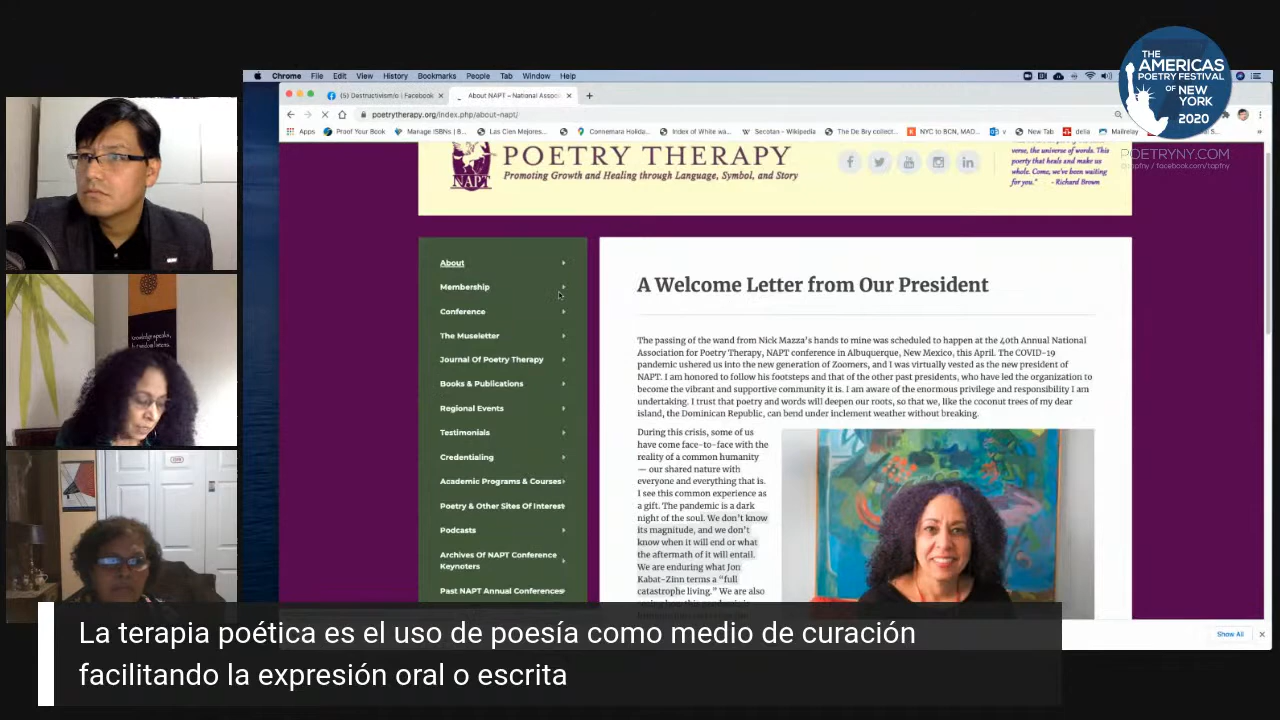 Chrome File Edit View History Bookmarks People Tab Window Help
(5) Destructivism/o | Facebook
About NAPT – National Assoc
poetrytherapy.org/index.php/about-napt/
Apps
Proof Your Book
Manage ISBNs | B...
Las Cien Mejores...
Connemara Holida...
Index of White wa...
Secotan - Wikipedia
The De Bry collect...
NYC to BCN, MAD...
New Tab
delia
Mailrelay
THE
AMERICAS
POETRY FESTIVAL
OF NEW
YORK
2020
POETRYNY.COM
NAPT
POETRY THERAPY
Promoting Growth and Healing through Language, Symbol, and Story
verse, the universe of words. This
poetry that heals and make us
whole. Come, we've been waiting
for you." - Richard Brown
About
Membership
Conference
The Museletter
Journal Of Poetry Therapy
Books & Publications
Regional Events
Testimonials
Credentialing
Academic Programs & Courses
Poetry & Other Sites Of Interest
Podcasts
Archives Of NAPT Conference
Keynoters
Past NAPT Annual Conferences
A Welcome Letter from Our President
The passing of the wand from Nick Mazza's hands to mine was scheduled to happen at the 40th Annual National
Association for Poetry Therapy, NAPT conference in Albuquerque, New Mexico, this April. The COVID-19
pandemic ushered us into the new generation of Zoomers, and I was virtually vested as the new president of
NAPT. I am honored to follow his footsteps and that of the other past presidents, who have led the organization to
become the vibrant and supportive community it is. I am aware of the enormous privilege and responsibility I am
undertaking. I trust that poetry and words will deepen our roots, so that we, like the coconut trees of my dear
island, the Dominican Republic, can bend under inclement weather without breaking.
During this crisis, some of us
have come face-to-face with the
reality of a common humanity
— our shared nature with
everyone and everything that is.
I see this common experience as
a gift. The pandemic is a dark
night of the soul. We don't know
its magnitude, and we don't
know when it will end or what
the aftermath of it will entail.
We are enduring what Jon
Kabat-Zinn terms a "full
catastrophe living." We are also
Show All
La terapia poética es el uso de poesía como medio de curación
facilitando la expresión oral o escrita